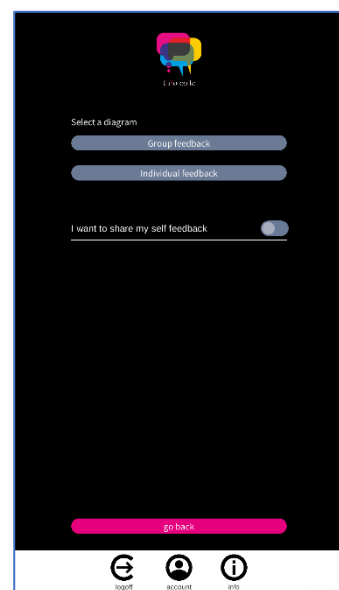 Select a diagram
Group feedback
Individual feedback
I want to share my self feedback
go back
logoff account info